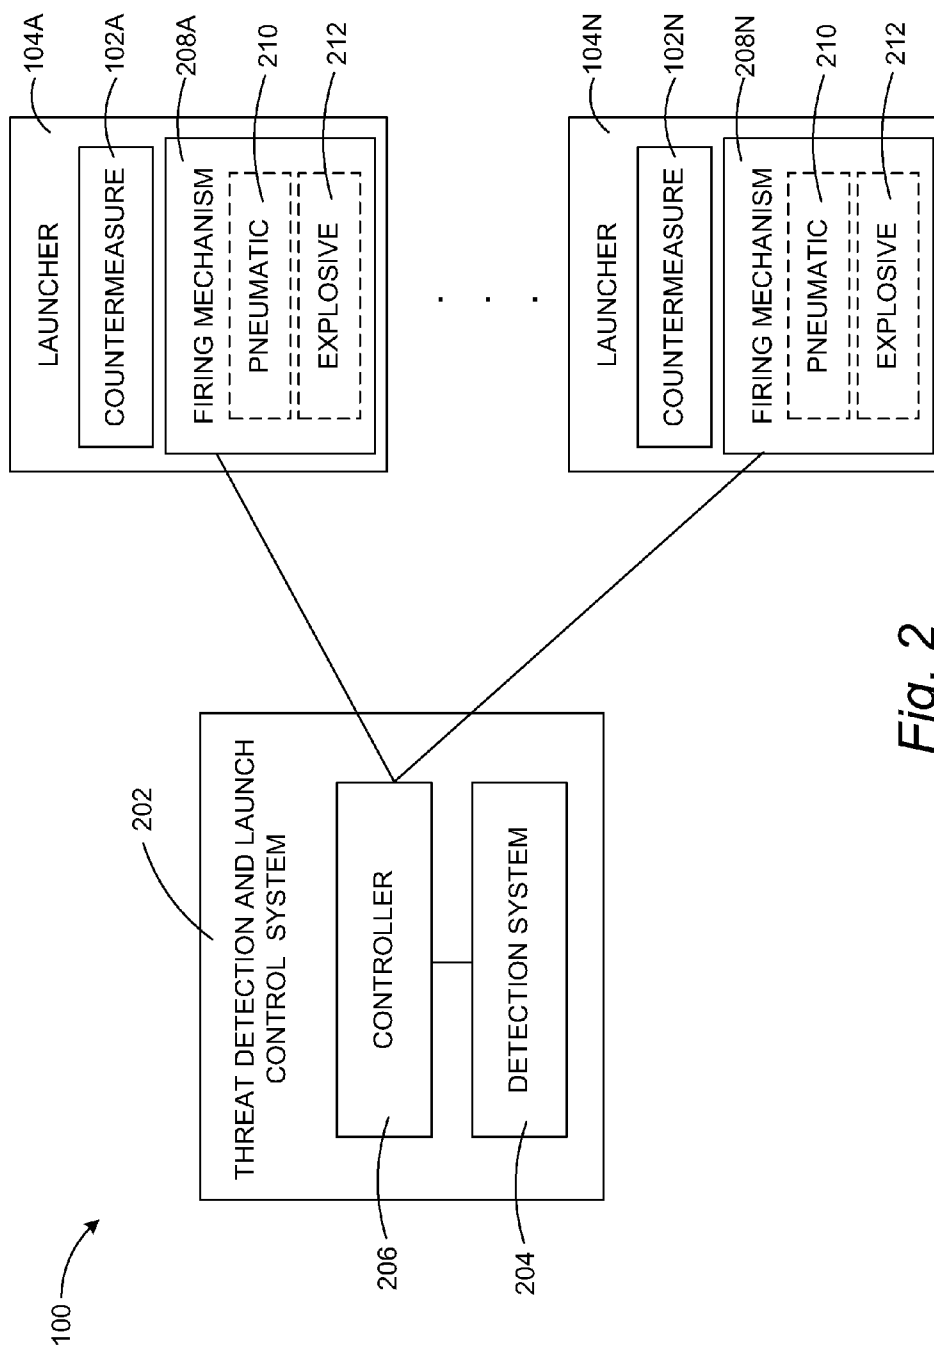 100
202
THREAT DETECTION AND LAUNCH
CONTROL SYSTEM
CONTROLLER
206
DETECTION SYSTEM
204
LAUNCHER
104A
COUNTERMEASURE
102A
FIRING MECHANISM
208A
PNEUMATIC
210
EXPLOSIVE
212
. . .
LAUNCHER
104N
COUNTERMEASURE
102N
FIRING MECHANISM
208N
PNEUMATIC
210
EXPLOSIVE
212
Fig. 2